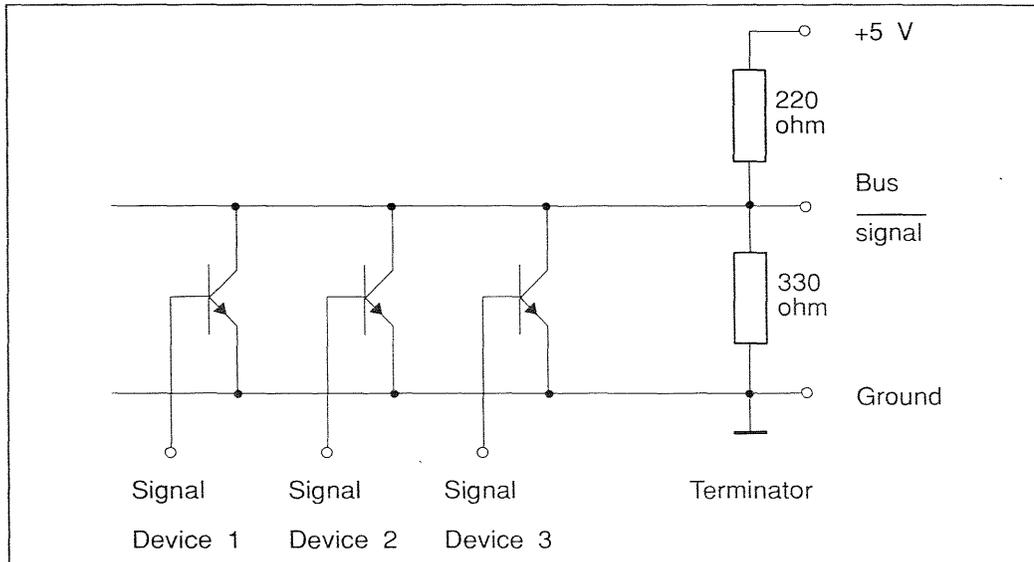 +5 V
220
ohm
Bus
signal
330
ohm
Ground
Signal
Signal
Signal
Terminator
Device 1
Device 2
Device 3